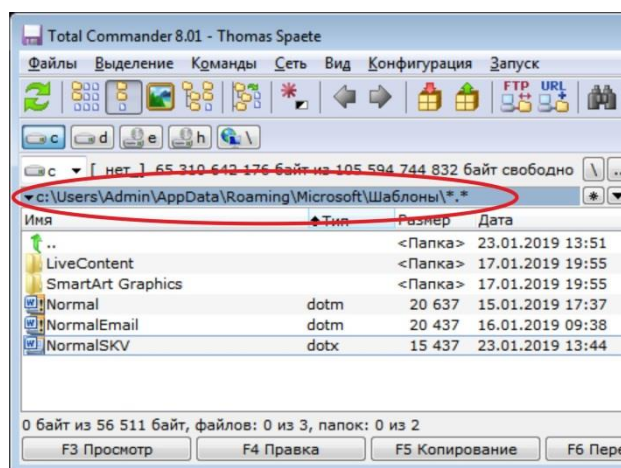 Total Commander 8.01 - Thomas Spaete
Файлы Выделение Команды Сеть Вид Конфигурация Запуск
FTP URL
c d e h \
c [_нет_] 65 310 642 176 байт из 105 594 744 832 байт свободно \ ..
c:\Users\Admin\AppData\Roaming\Microsoft\Шаблоны\*.* *
Имя Тип Размер Дата
.. <Папка> 23.01.2019 13:51
LiveContent <Папка> 17.01.2019 19:55
SmartArt Graphics <Папка> 17.01.2019 19:55
Normal dotm 20 637 15.01.2019 17:37
NormalEmail dotm 20 437 16.01.2019 09:38
NormalSKV dotx 15 437 23.01.2019 13:44
0 байт из 56 511 байт, файлов: 0 из 3, папок: 0 из 2
F3 Просмотр F4 Правка F5 Копирование F6 Пере